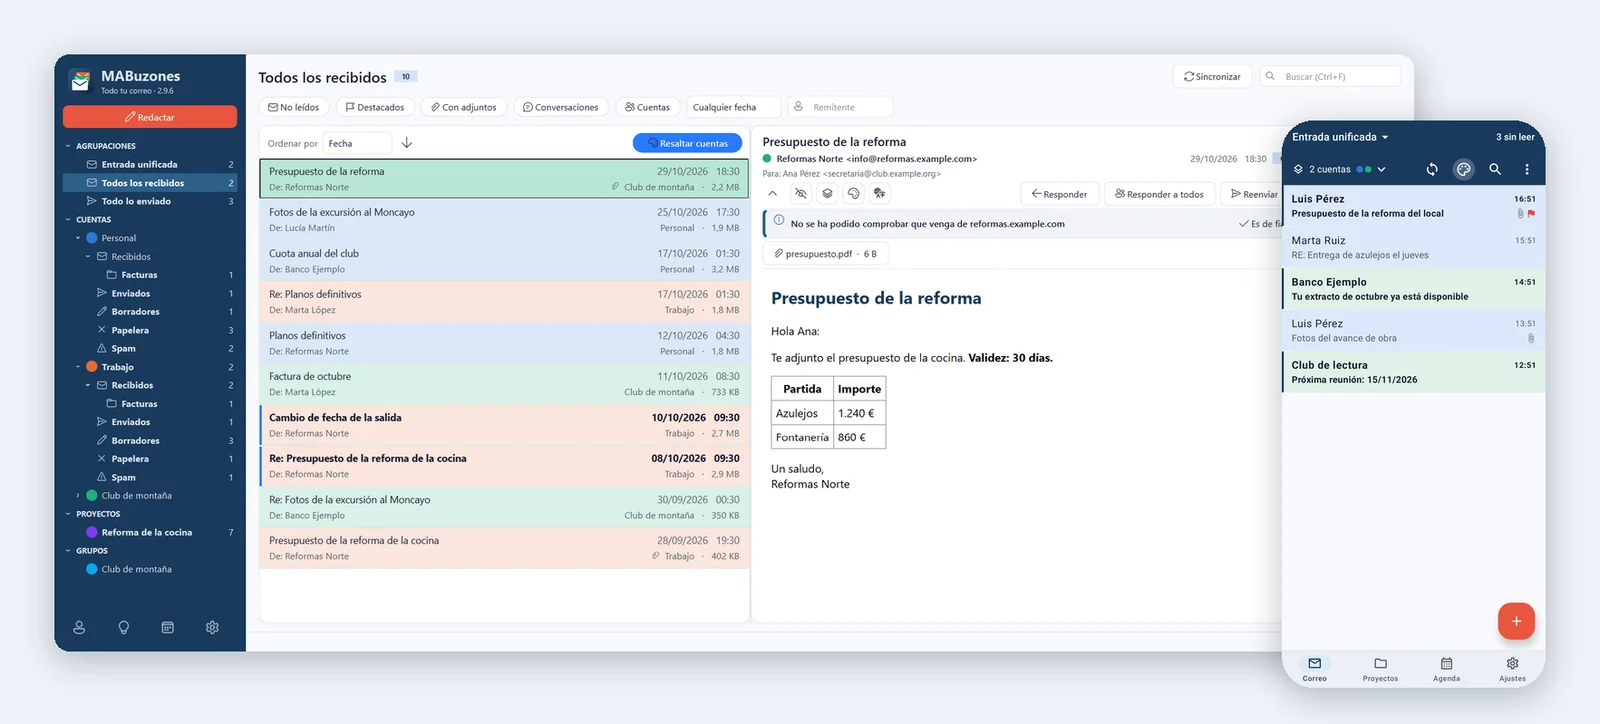 MABuzones
Todo tu correo · 2.9.6
Redactar
AGRUPACIONES
Entrada unificada 2
Todos los recibidos 2
Todo lo enviado 3
CUENTAS
Personal
Recibidos
Facturas 1
Enviados 1
Borradores 1
Papelera 3
Spam 2
Trabajo 2
Recibidos 2
Facturas 1
Enviados 1
Borradores 3
Papelera 1
Spam 1
Club de montaña
PROYECTOS
Reforma de la cocina 7
GRUPOS
Club de montaña
Todos los recibidos 10
Sincronizar
Buscar (Ctrl+F)
No leídos
Destacados
Con adjuntos
Conversaciones
Cuentas
Cualquier fecha
Remitente
Ordenar por Fecha
Resaltar cuentas
Presupuesto de la reforma 29/10/2026 18:30
De: Reformas Norte Club de montaña · 2,2 MB
Fotos de la excursión al Moncayo 25/10/2026 17:30
De: Lucía Martín Personal · 1,9 MB
Cuota anual del club 17/10/2026 01:30
De: Banco Ejemplo Personal · 3,2 MB
Re: Planos definitivos 17/10/2026 01:30
De: Marta López Trabajo · 1,8 MB
Planos definitivos 12/10/2026 04:30
De: Reformas Norte Personal · 1,8 MB
Factura de octubre 11/10/2026 08:30
De: Marta López Club de montaña · 733 KB
Cambio de fecha de la salida 10/10/2026 09:30
De: Reformas Norte Trabajo · 2,7 MB
Re: Presupuesto de la reforma de la cocina 08/10/2026 09:30
De: Reformas Norte Trabajo · 2,9 MB
Re: Fotos de la excursión al Moncayo 30/09/2026 00:30
De: Banco Ejemplo Club de montaña · 350 KB
Presupuesto de la reforma de la cocina 28/09/2026 19:30
De: Reformas Norte Trabajo · 402 KB
Presupuesto de la reforma
Reformas Norte <info@reformas.example.com> 29/10/2026 18:30
Para: Ana Pérez <secretaria@club.example.org>
Responder
Responder a todos
Reenviar
No se ha podido comprobar que venga de reformas.example.com
Es de fi
presupuesto.pdf · 6 B
Presupuesto de la reforma
Hola Ana:
Te adjunto el presupuesto de la cocina. Validez: 30 días.
Partida Importe
Azulejos 1.240 €
Fontanería 860 €
Un saludo,
Reformas Norte
Entrada unificada 3 sin leer
2 cuentas
Luis Pérez 16:51
Presupuesto de la reforma del local
Marta Ruiz 15:51
RE: Entrega de azulejos el jueves
Banco Ejemplo 14:51
Tu extracto de octubre ya está disponible
Luis Pérez 13:51
Fotos del avance de obra
Club de lectura 12:51
Próxima reunión: 15/11/2026
Correo
Proyectos
Agenda
Ajustes